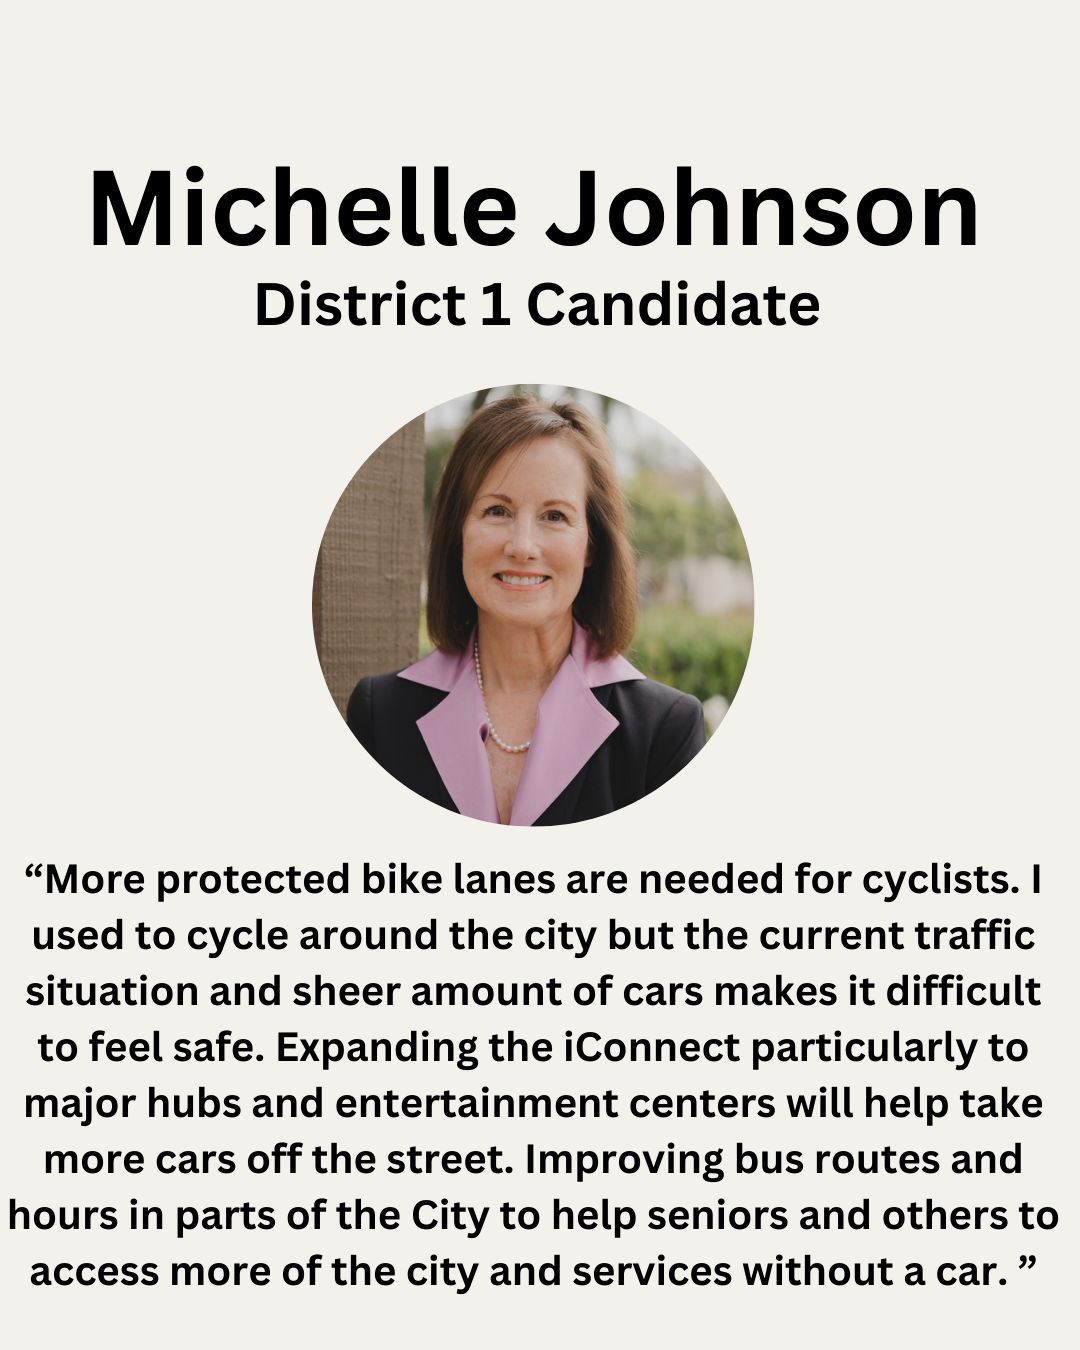 Michelle Johnson
District 1 Candidate
“More protected bike lanes are needed for cyclists. I
used to cycle around the city but the current traffic
situation and sheer amount of cars makes it difficult
to feel safe. Expanding the iConnect particularly to
major hubs and entertainment centers will help take
more cars off the street. Improving bus routes and
hours in parts of the City to help seniors and others to
access more of the city and services without a car. ”